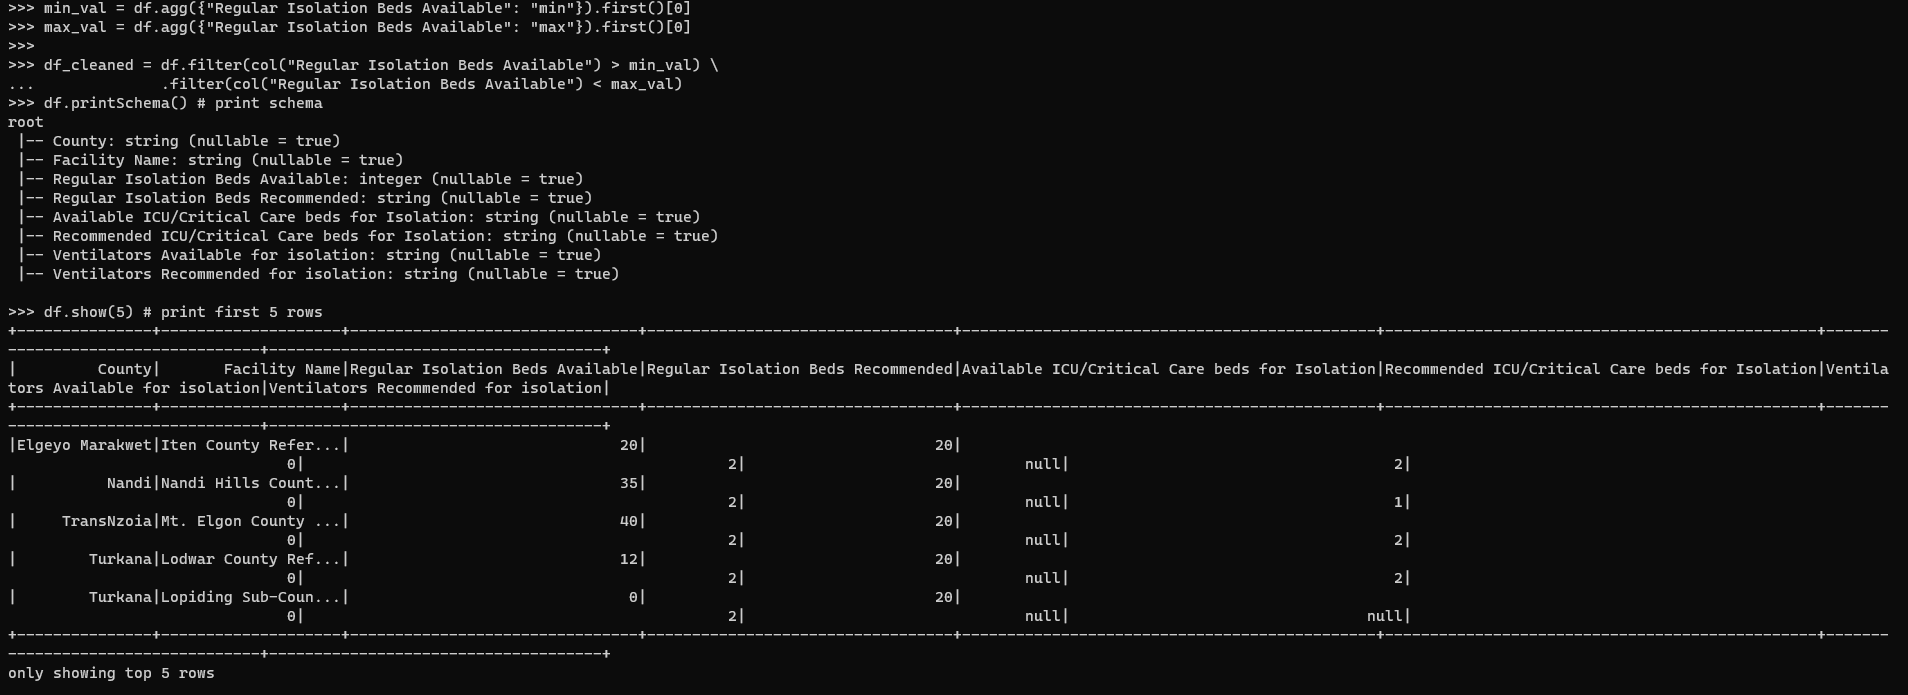 >>> min_val = df.agg({"Regular Isolation Beds Available": "min"}).first()[0]
>>> max_val = df.agg({"Regular Isolation Beds Available": "max"}).first()[0]
>>>
>>> df_cleaned = df.filter(col("Regular Isolation Beds Available") > min_val) \
...              .filter(col("Regular Isolation Beds Available") < max_val)
>>> df.printSchema() # print schema
root
 |-- County: string (nullable = true)
 |-- Facility Name: string (nullable = true)
 |-- Regular Isolation Beds Available: integer (nullable = true)
 |-- Regular Isolation Beds Recommended: string (nullable = true)
 |-- Available ICU/Critical Care beds for Isolation: string (nullable = true)
 |-- Recommended ICU/Critical Care beds for Isolation: string (nullable = true)
 |-- Ventilators Available for isolation: string (nullable = true)
 |-- Ventilators Recommended for isolation: string (nullable = true)

>>> df.show(5) # print first 5 rows
+---------------+--------------------+--------------------------------+----------------------------------+----------------------------------------------+------------------------------------------------+-------
----------------------------+-------------------------------------+
|         County|       Facility Name|Regular Isolation Beds Available|Regular Isolation Beds Recommended|Available ICU/Critical Care beds for Isolation|Recommended ICU/Critical Care beds for Isolation|Ventila
tors Available for isolation|Ventilators Recommended for isolation|
+---------------+--------------------+--------------------------------+----------------------------------+----------------------------------------------+------------------------------------------------+-------
----------------------------+-------------------------------------+
|Elgeyo Marakwet|Iten County Refer...|                              20|                                20|
                               0|                                               2|                               null|                                    2|
|          Nandi|Nandi Hills Count...|                              35|                                20|
                               0|                                               2|                               null|                                    1|
|     TransNzoia|Mt. Elgon County ...|                              40|                                20|
                               0|                                               2|                               null|                                    2|
|        Turkana|Lodwar County Ref...|                              12|                                20|
                               0|                                               2|                               null|                                    2|
|        Turkana|Lopiding Sub-Coun...|                               0|                                20|
                               0|                                               2|                               null|                                 null|
+---------------+--------------------+--------------------------------+----------------------------------+----------------------------------------------+------------------------------------------------+-------
----------------------------+-------------------------------------+
only showing top 5 rows